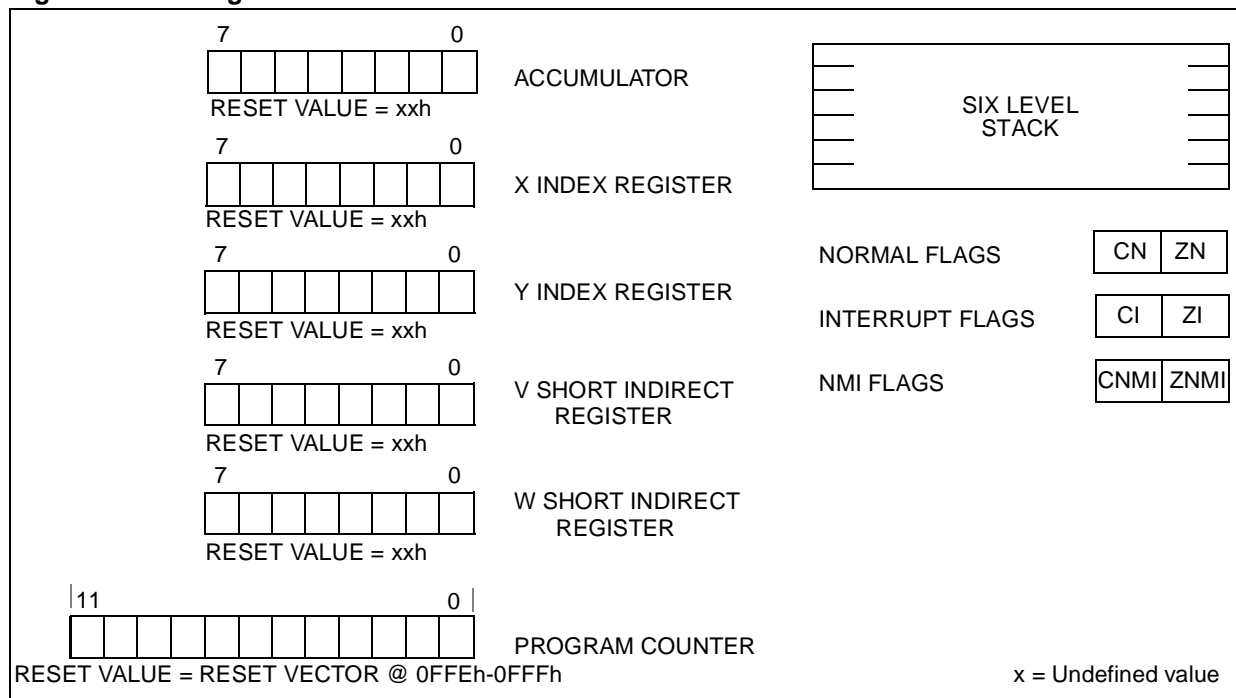 7 0
ACCUMULATOR
RESET VALUE = xxh
7 0
X INDEX REGISTER
RESET VALUE = xxh
7 0
Y INDEX REGISTER
RESET VALUE = xxh
7 0
V SHORT INDIRECT
REGISTER
RESET VALUE = xxh
7 0
W SHORT INDIRECT
REGISTER
RESET VALUE = xxh
11 0
PROGRAM COUNTER
RESET VALUE = RESET VECTOR @ 0FFEh-0FFFh
SIX LEVEL
STACK
NORMAL FLAGS CN ZN
INTERRUPT FLAGS CI ZI
NMI FLAGS CNMI ZNMI
x = Undefined value